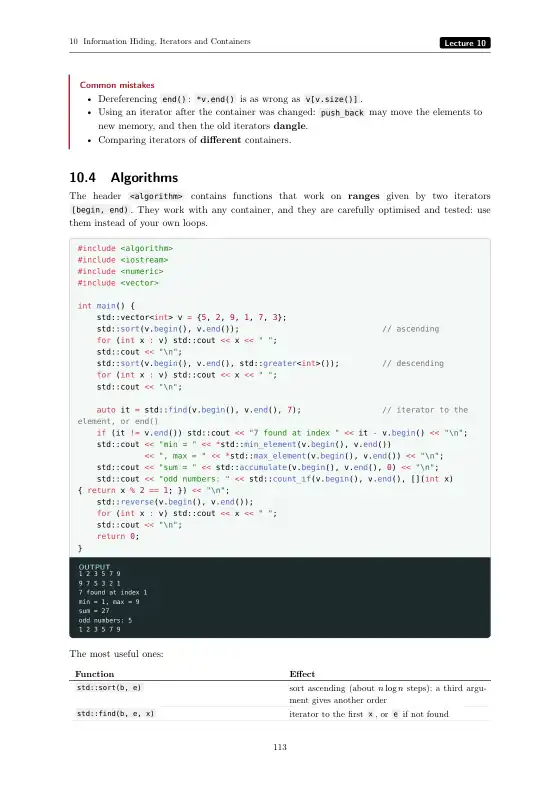 10 Information Hiding, Iterators and Containers
Lecture 10
Common mistakes
• Dereferencing end(): *v.end() is as wrong as v[v.size()].
• Using an iterator after the container was changed: push_back may move the elements to
new memory, and then the old iterators dangle.
• Comparing iterators of different containers.
10.4 Algorithms
The header <algorithm> contains functions that work on ranges given by two iterators
[begin, end). They work with any container, and they are carefully optimised and tested: use
them instead of your own loops.
#include <algorithm>
#include <iostream>
#include <numeric>
#include <vector>
int main() {
    std::vector<int> v = {5, 2, 9, 1, 7, 3};
    std::sort(v.begin(), v.end()); // ascending
    for (int x : v) std::cout << x << " ";
    std::cout << "\n";
    std::sort(v.begin(), v.end(), std::greater<int>()); // descending
    for (int x : v) std::cout << x << " ";
    std::cout << "\n";
    auto it = std::find(v.begin(), v.end(), 7); // iterator to the
element, or end()
    if (it != v.end()) std::cout << "7 found at index " << it - v.begin() << "\n";
    std::cout << "min = " << *std::min_element(v.begin(), v.end())
              << ", max = " << *std::max_element(v.begin(), v.end()) << "\n";
    std::cout << "sum = " << std::accumulate(v.begin(), v.end(), 0) << "\n";
    std::cout << "odd numbers: " << std::count_if(v.begin(), v.end(), [](int x)
{ return x % 2 == 1; }) << "\n";
    std::reverse(v.begin(), v.end());
    for (int x : v) std::cout << x << " ";
    std::cout << "\n";
    return 0;
}
OUTPUT
1 2 3 5 7 9
9 7 5 3 2 1
7 found at index 1
min = 1, max = 9
sum = 27
odd numbers: 5
1 2 3 5 7 9
The most useful ones:
Function Effect
std::sort(b, e) sort ascending (about n log n steps); a third argu-
ment gives another order
std::find(b, e, x) iterator to the first x, or e if not found
113